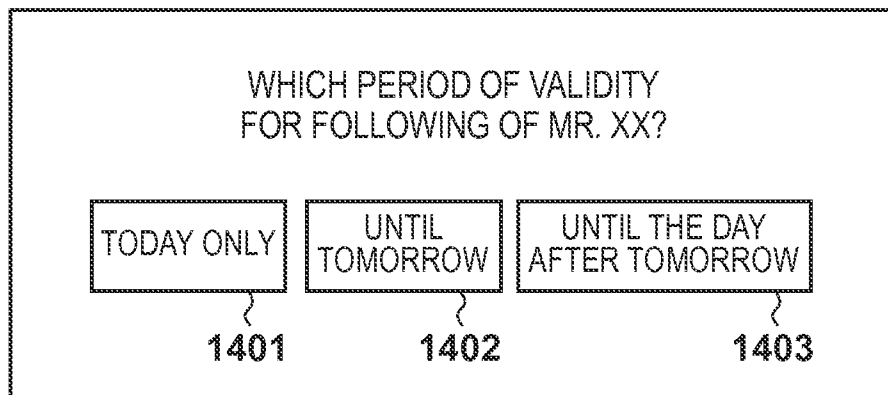 WHICH PERIOD OF VALIDITY
FOR FOLLOWING OF MR. XX?
TODAY ONLY
UNTIL
TOMORROW
UNTIL THE DAY
AFTER TOMORROW
1401
1402
1403